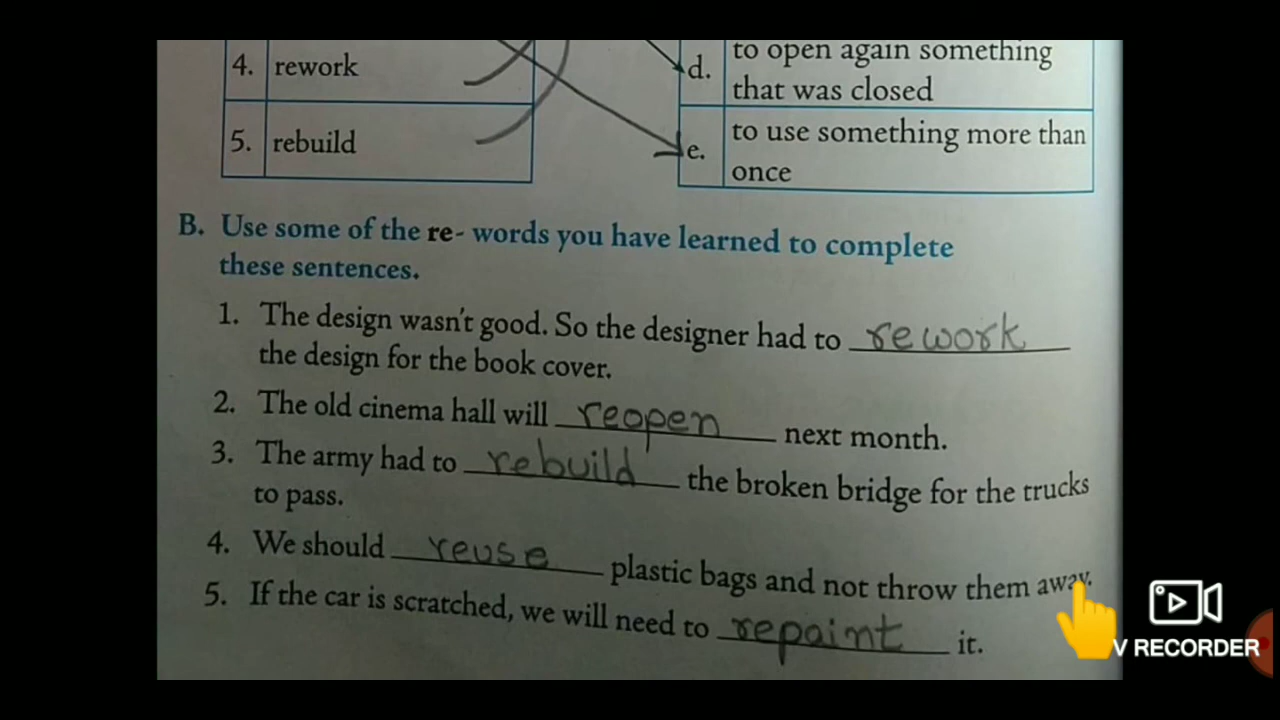 4. rework
d. to open again something
that was closed
5. rebuild
e. to use something more than
once
B. Use some of the re- words you have learned to complete
these sentences.
1. The design wasn't good. So the designer had to rework
the design for the book cover.
2. The old cinema hall will reopen next month.
3. The army had to rebuild the broken bridge for the trucks
to pass.
4. We should reuse plastic bags and not throw them away.
5. If the car is scratched, we will need to repaint it.
V RECORDER